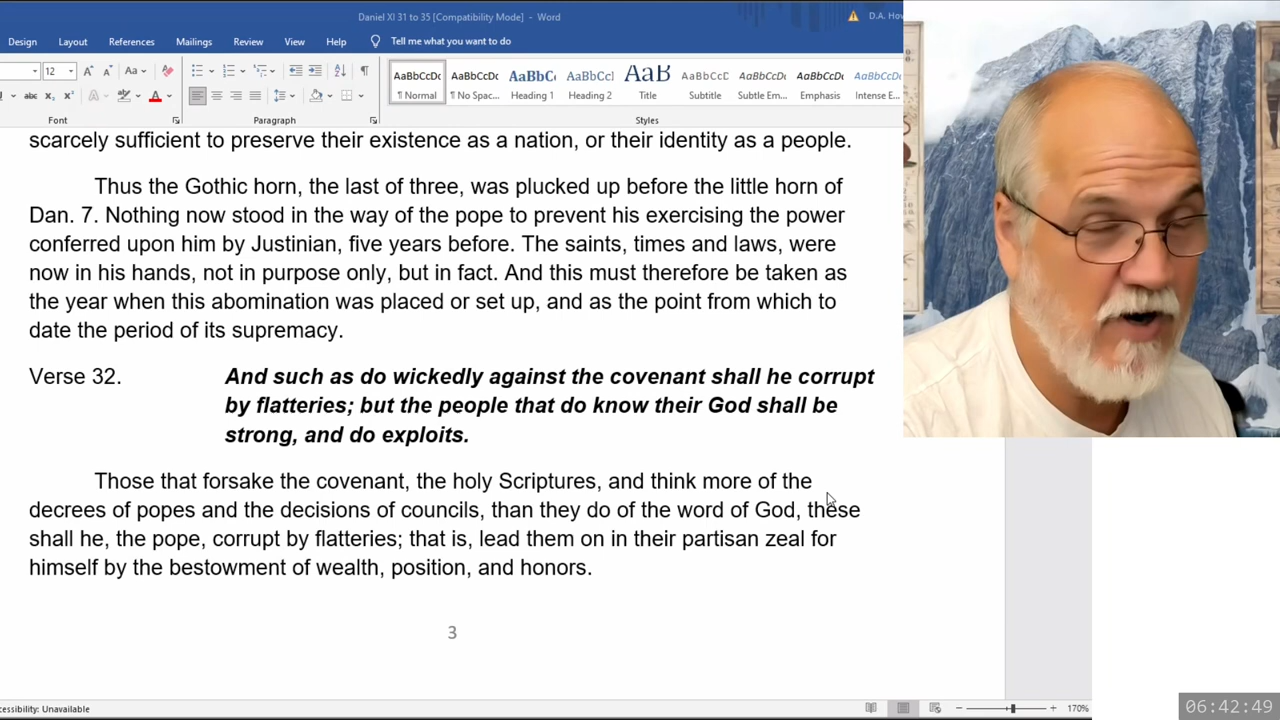 Daniel XI 31 to 35 [Compatibility Mode] - Word
D.A. Ho
Design Layout References Mailings Review View Help Tell me what you want to do
12 Aa
AaBbCcDc AaBbCcDc AaBbC AaBbCcI AaB AaBbCcD AaBbCcDc AaBbCcDc AaBbCcD
abc X₂ X² A A
¶ Normal ¶ No Spac... Heading 1 Heading 2 Title Subtitle Subtle Em... Emphasis Intense E...
Font Paragraph Styles
scarcely sufficient to preserve their existence as a nation, or their identity as a people.
Thus the Gothic horn, the last of three, was plucked up before the little horn of
Dan. 7. Nothing now stood in the way of the pope to prevent his exercising the power
conferred upon him by Justinian, five years before. The saints, times and laws, were
now in his hands, not in purpose only, but in fact. And this must therefore be taken as
the year when this abomination was placed or set up, and as the point from which to
date the period of its supremacy.
Verse 32. And such as do wickedly against the covenant shall he corrupt
by flatteries; but the people that do know their God shall be
strong, and do exploits.
Those that forsake the covenant, the holy Scriptures, and think more of the
decrees of popes and the decisions of councils, than they do of the word of God, these
shall he, the pope, corrupt by flatteries; that is, lead them on in their partisan zeal for
himself by the bestowment of wealth, position, and honors.
3
cessibility: Unavailable
170%
06:42:49